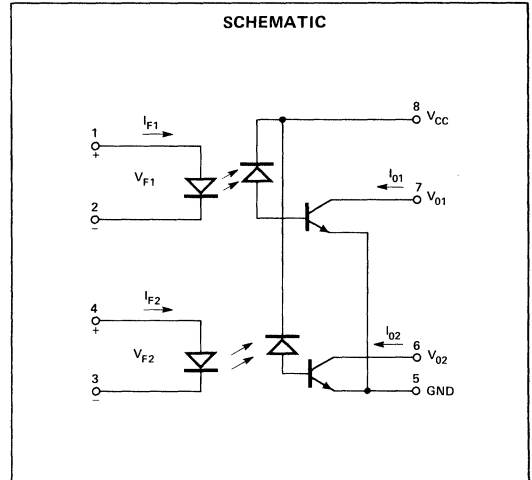 SCHEMATIC
I_F1
1
+
V_F1
2
–
8 V_CC
I_01
7
V_01
I_F2
4
+
V_F2
3
–
I_02
6
V_02
5
GND